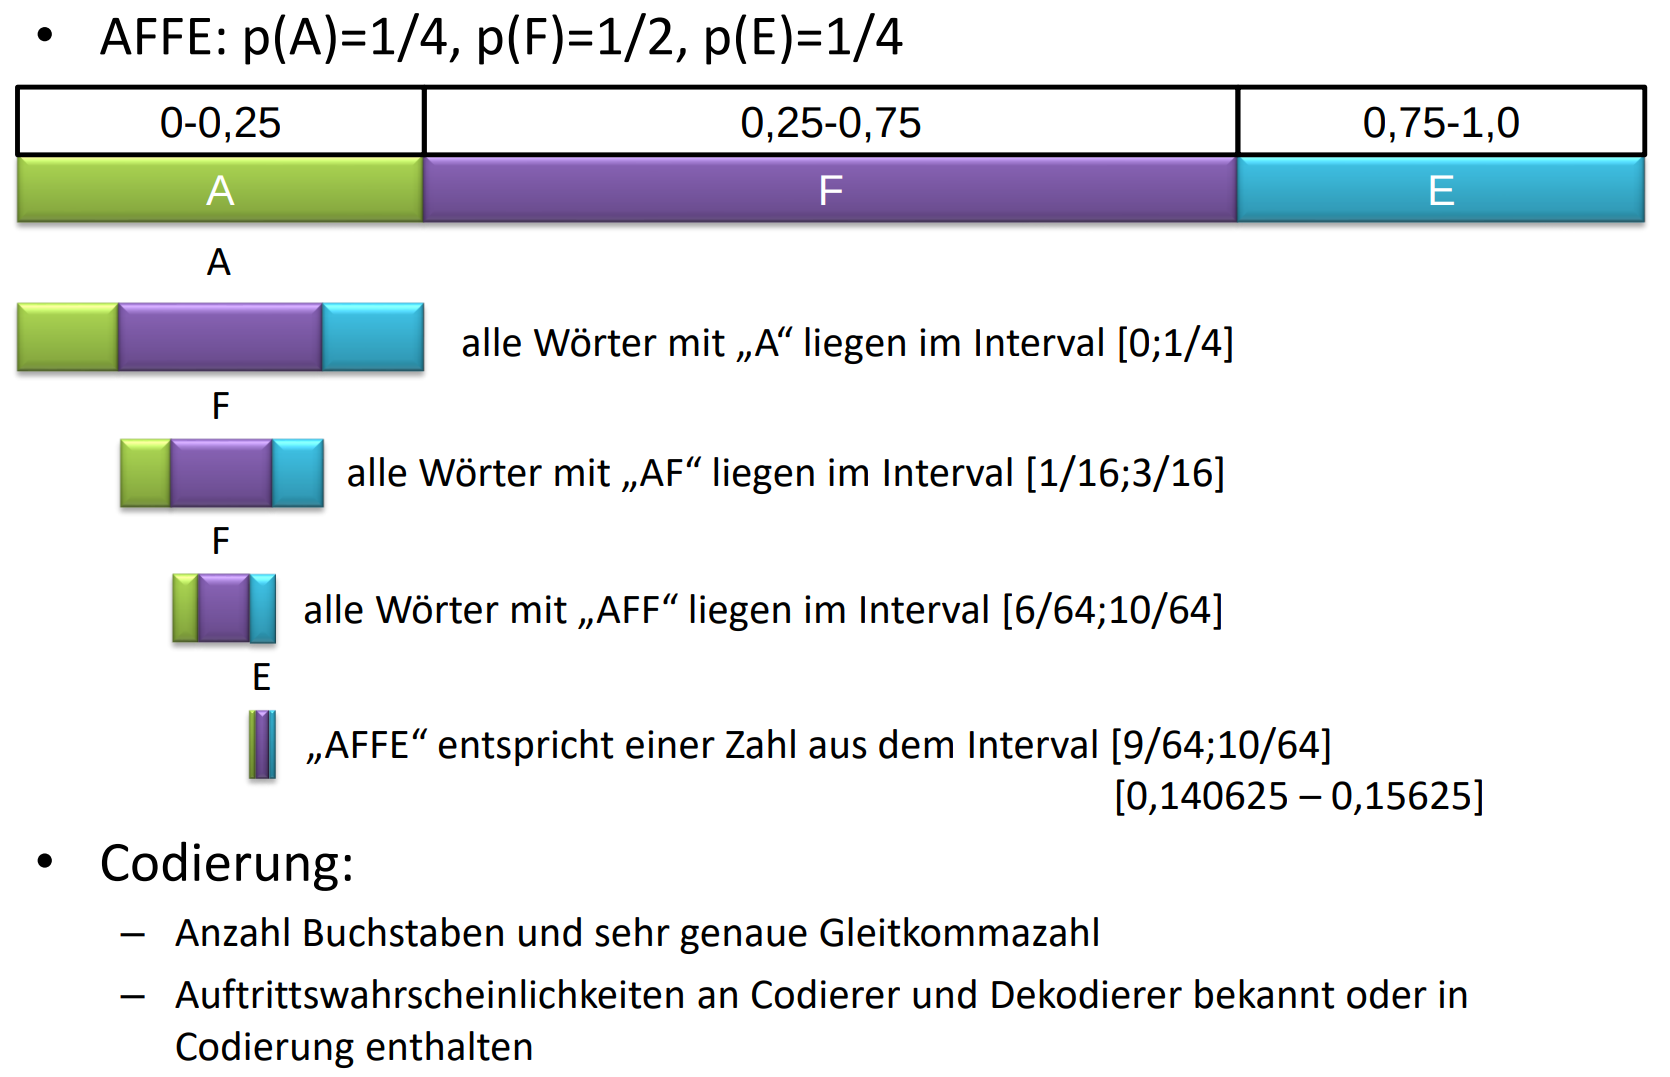 • AFFE: p(A)=1/4, p(F)=1/2, p(E)=1/4
0-0,25 0,25-0,75 0,75-1,0
A F E
A
alle Wörter mit „A“ liegen im Interval [0;1/4]
F
alle Wörter mit „AF“ liegen im Interval [1/16;3/16]
F
alle Wörter mit „AFF“ liegen im Interval [6/64;10/64]
E
„AFFE“ entspricht einer Zahl aus dem Interval [9/64;10/64]
[0,140625 – 0,15625]
• Codierung:
– Anzahl Buchstaben und sehr genaue Gleitkommazahl
– Auftrittswahrscheinlichkeiten an Codierer und Dekodierer bekannt oder in
Codierung enthalten